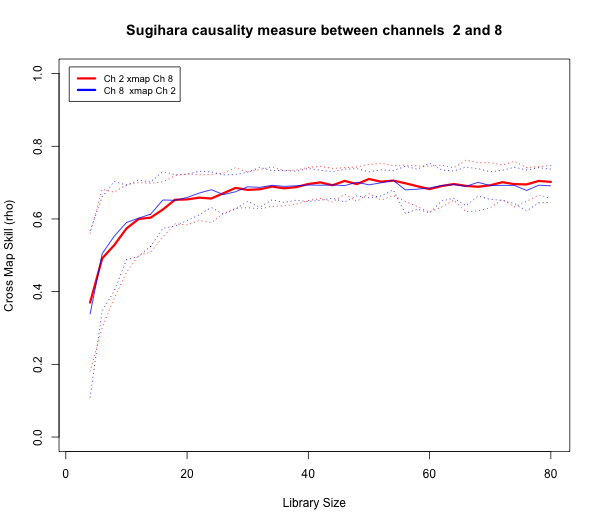 Sugihara causality measure between channels  2 and 8
Ch 2 xmap Ch 8
Ch 8  xmap Ch 2
Cross Map Skill (rho)
1.0
0.8
0.6
0.4
0.2
0.0
0 20 40 60 80
Library Size